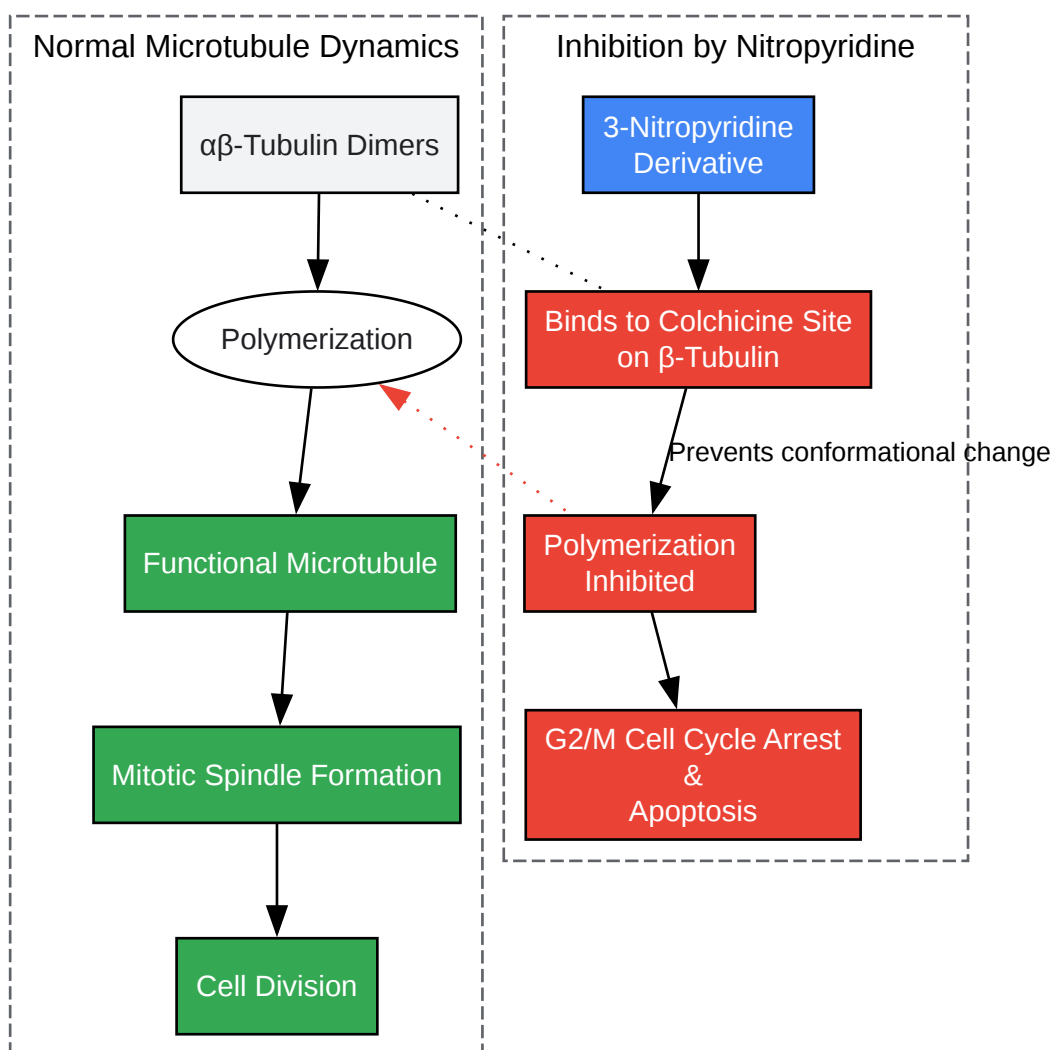 Normal Microtubule Dynamics
αβ-Tubulin Dimers
Polymerization
Functional Microtubule
Mitotic Spindle Formation
Cell Division
Inhibition by Nitropyridine
3-Nitropyridine
Derivative
Binds to Colchicine Site
on β-Tubulin
Prevents conformational change
Polymerization
Inhibited
G2/M Cell Cycle Arrest
&
Apoptosis